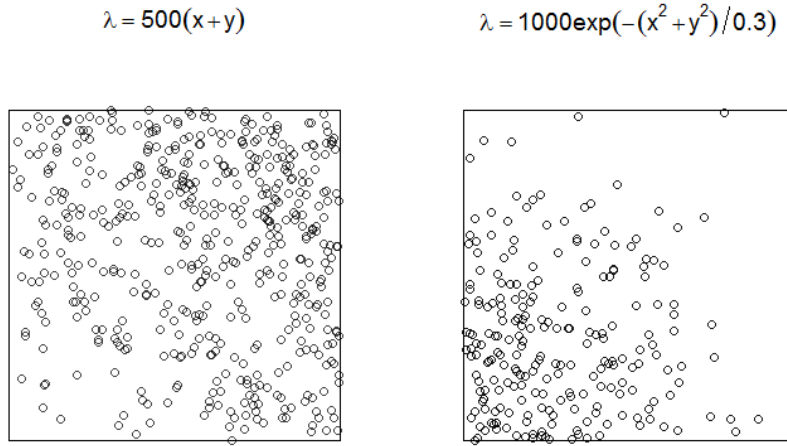 λ = 500(x+y)
λ = 1000exp(−(x²+y²)/0.3)